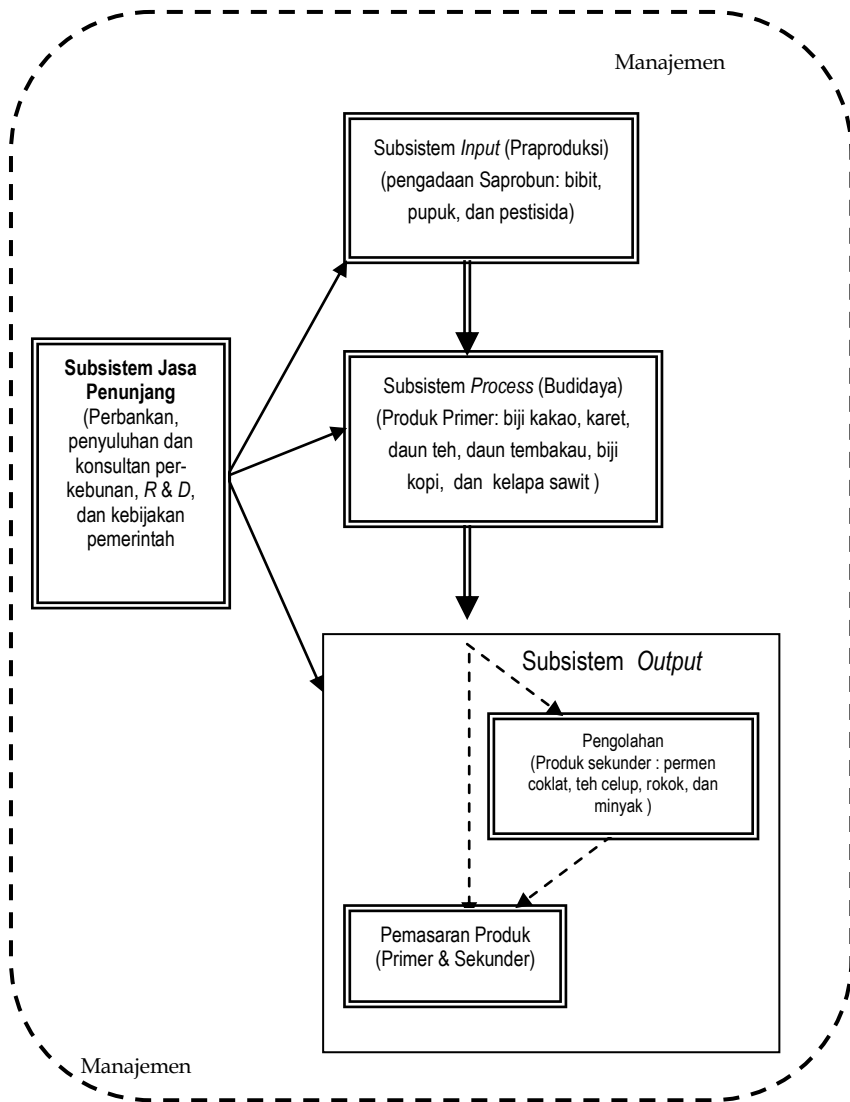 Manajemen
Subsistem Input (Praproduksi)
(pengadaan Saprobun: bibit,
pupuk, dan pestisida)
Subsistem Jasa
Penunjang
(Perbankan,
penyuluhan dan
konsultan per-
kebunan, R & D,
dan kebijakan
pemerintah
Subsistem Process (Budidaya)
(Produk Primer: biji kakao, karet,
daun teh, daun tembakau, biji
kopi, dan kelapa sawit )
Subsistem Output
Pengolahan
(Produk sekunder : permen
coklat, teh celup, rokok, dan
minyak )
Pemasaran Produk
(Primer & Sekunder)
Manajemen